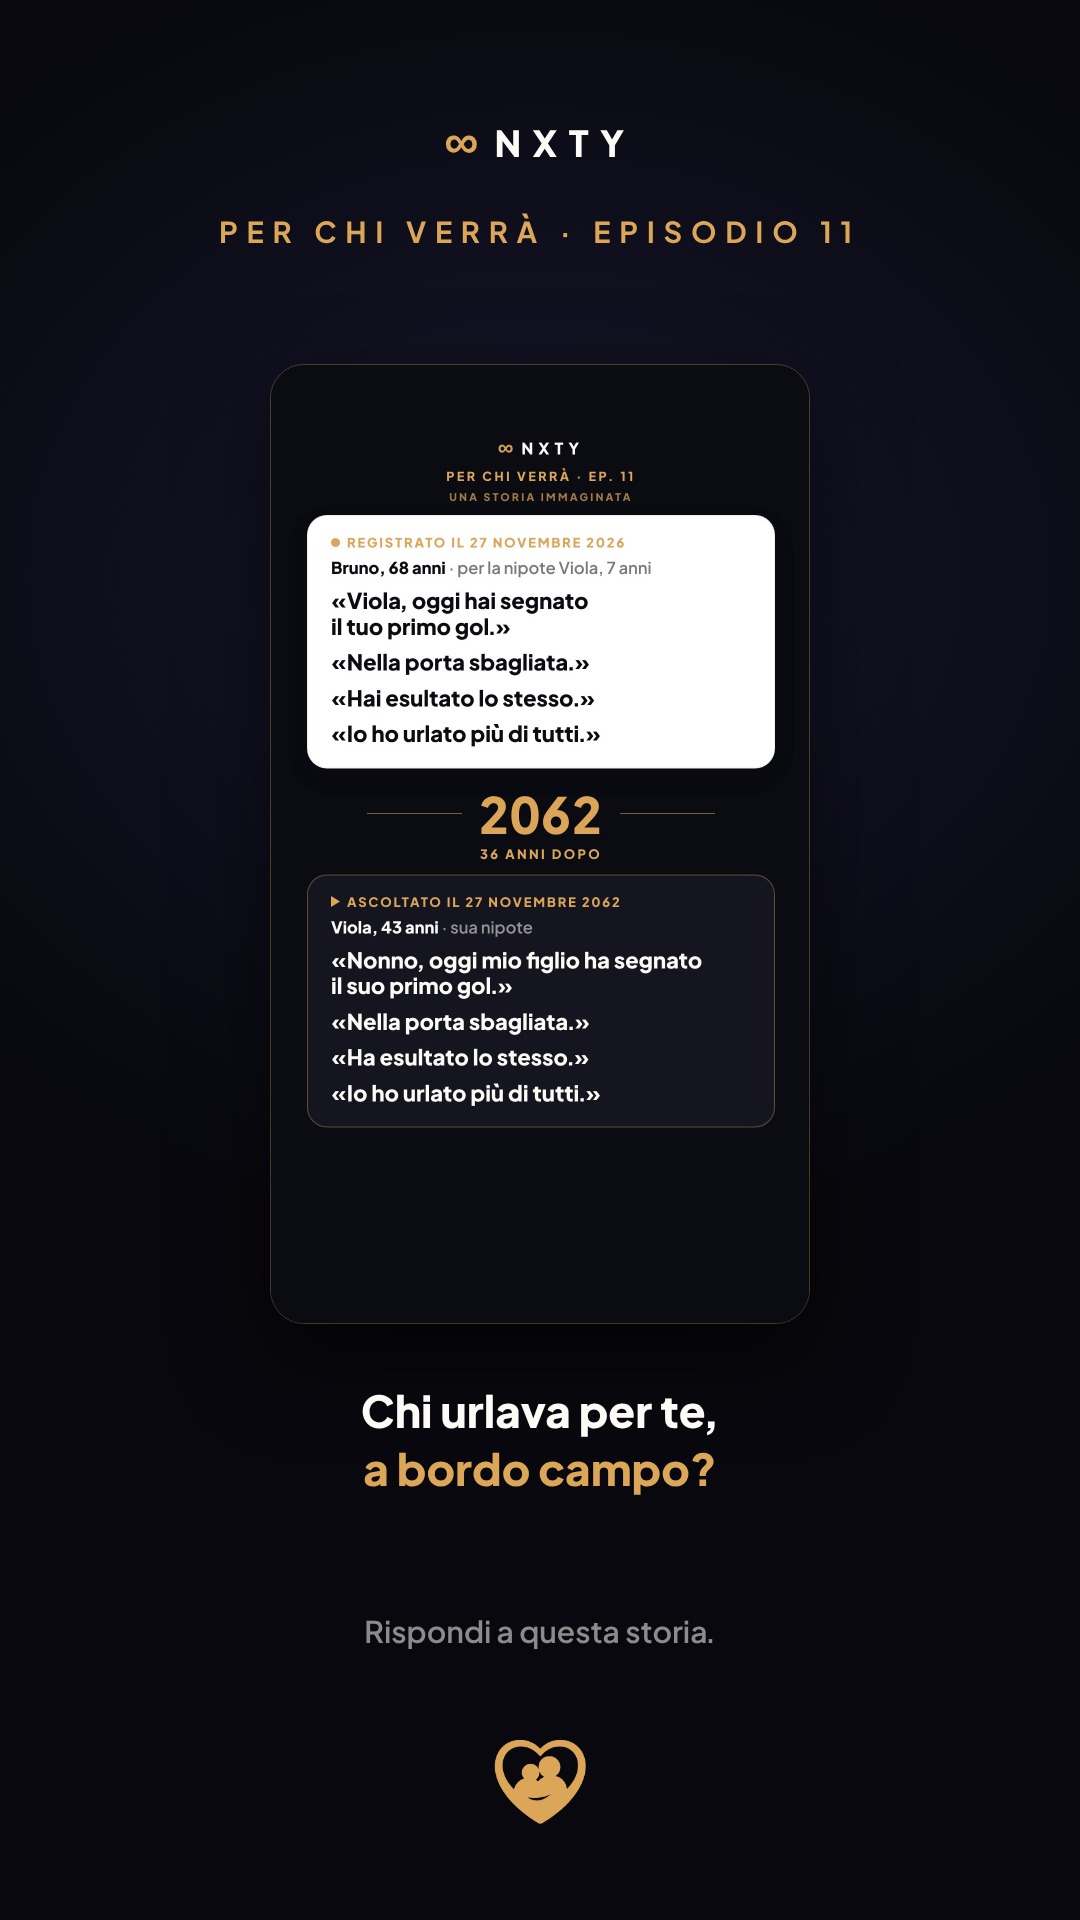 ∞ NXTY
PER CHI VERRÀ · EPISODIO 11
∞ NXTY
PER CHI VERRÀ · EP. 11
UNA STORIA IMMAGINATA
● REGISTRATO IL 27 NOVEMBRE 2026
Bruno, 68 anni · per la nipote Viola, 7 anni
«Viola, oggi hai segnato
il tuo primo gol.»
«Nella porta sbagliata.»
«Hai esultato lo stesso.»
«Io ho urlato più di tutti.»
2062
36 ANNI DOPO
▶ ASCOLTATO IL 27 NOVEMBRE 2062
Viola, 43 anni · sua nipote
«Nonno, oggi mio figlio ha segnato
il suo primo gol.»
«Nella porta sbagliata.»
«Ha esultato lo stesso.»
«Io ho urlato più di tutti.»
Chi urlava per te,
a bordo campo?
Rispondi a questa storia.